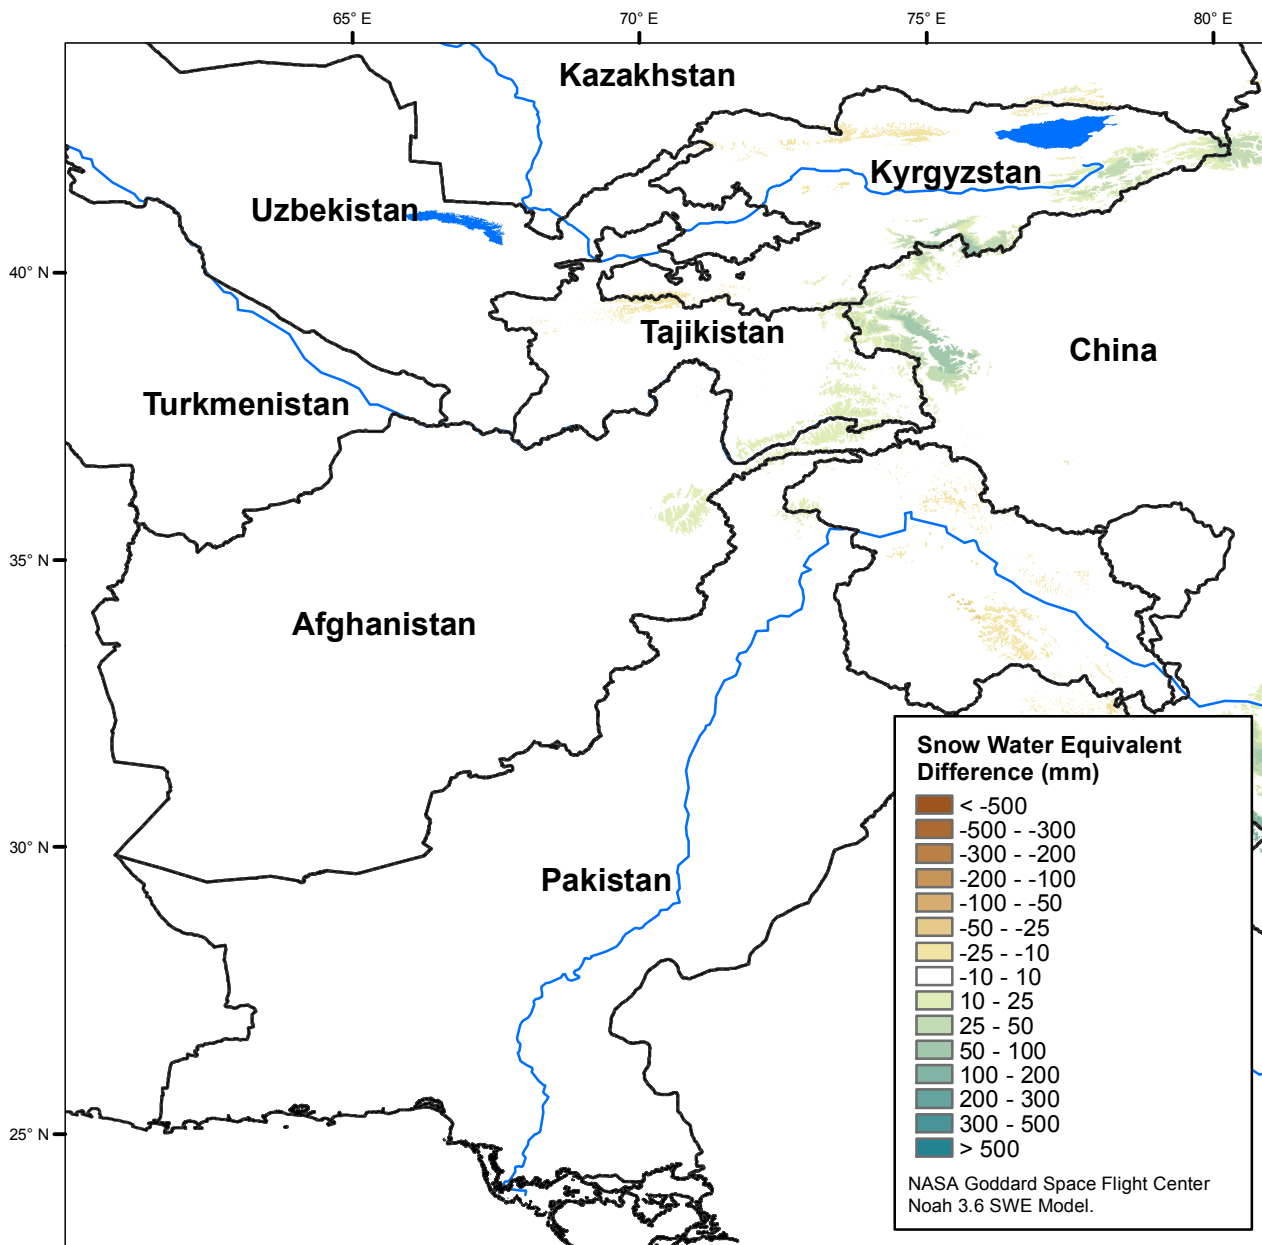 65° E
70° E
75° E
80° E
Kazakhstan
Kyrgyzstan
Uzbekistan
40° N
Tajikistan
China
Turkmenistan
35° N
Afghanistan
Snow Water Equivalent
Difference (mm)
< -500
-500 - -300
-300 - -200
-200 - -100
-100 - -50
-50 - -25
-25 - -10
-10 - 10
10 - 25
25 - 50
50 - 100
100 - 200
200 - 300
300 - 500
> 500
NASA Goddard Space Flight Center
Noah 3.6 SWE Model.
30° N
Pakistan
25° N